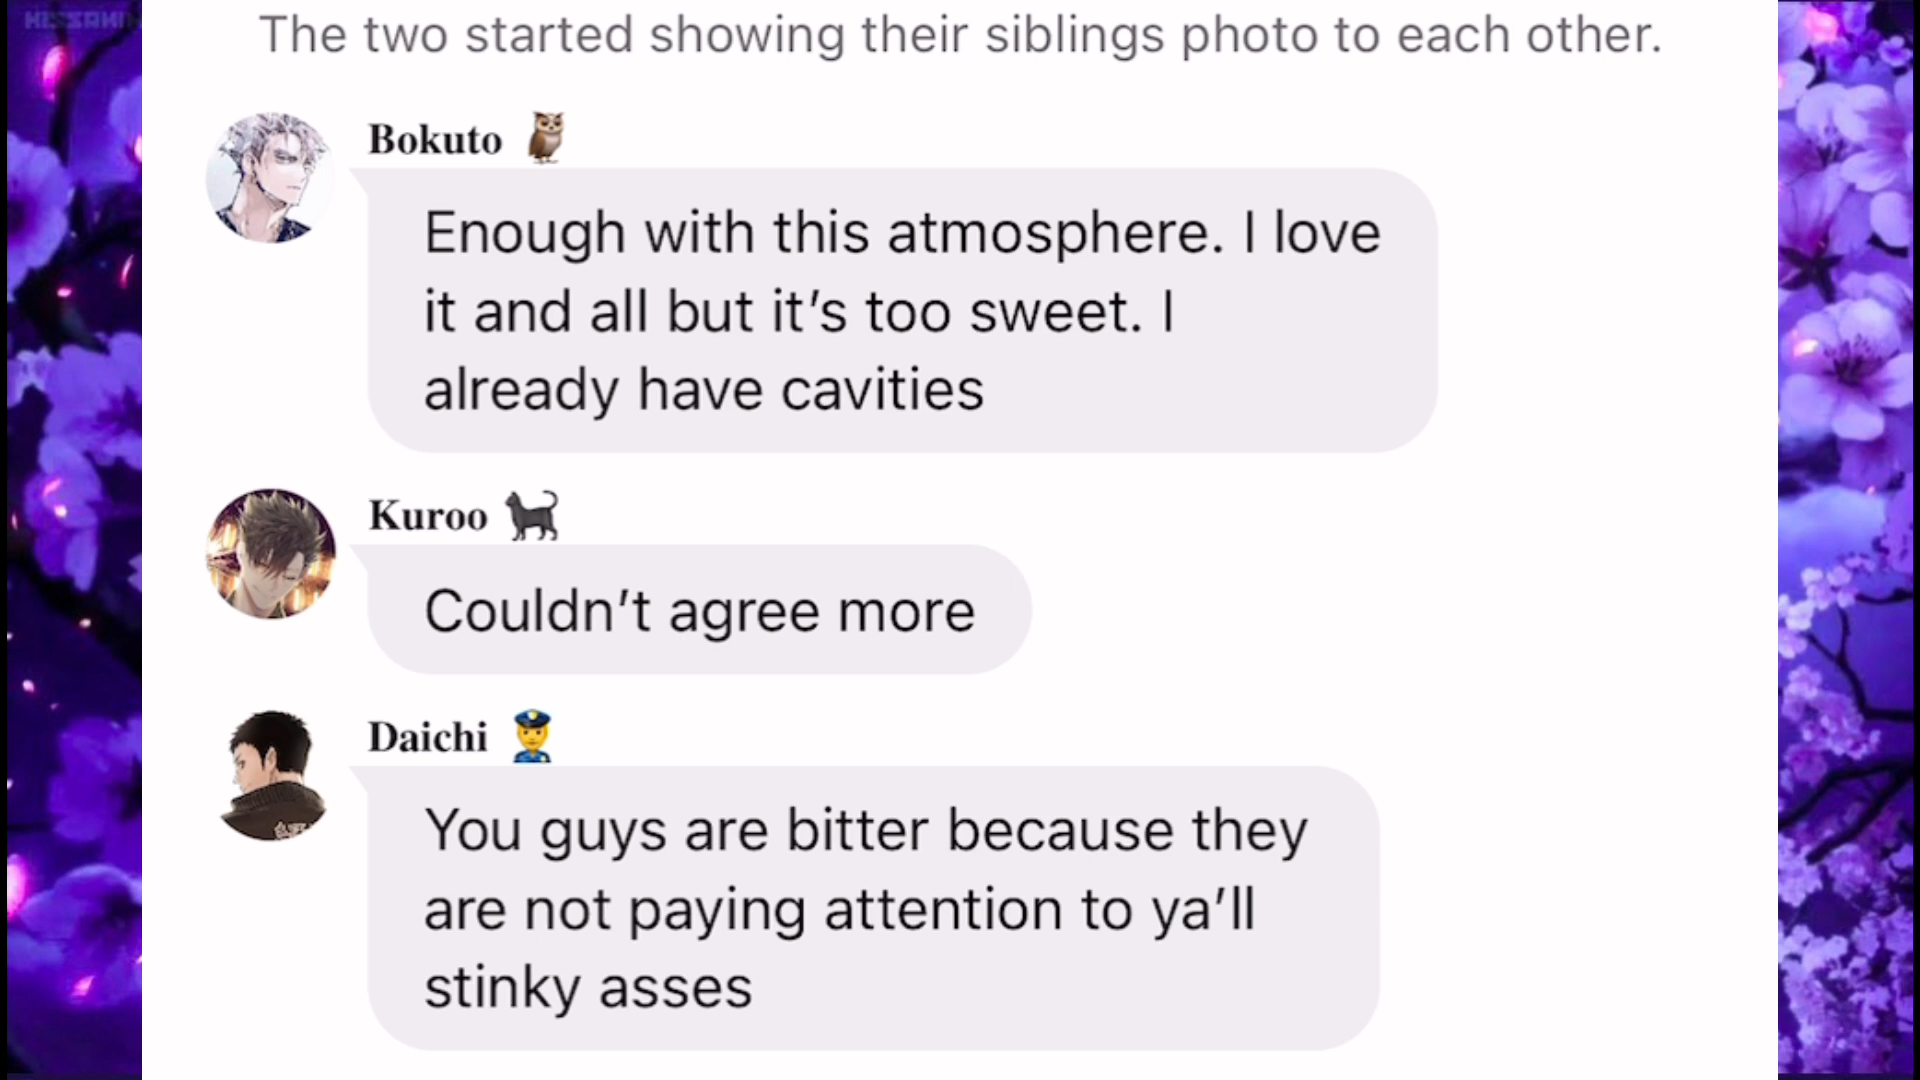 The two started showing their siblings photo to each other.
Bokuto 🦉
Enough with this atmosphere. I love
it and all but it’s too sweet. I
already have cavities
Kuroo 🐈‍⬛
Couldn’t agree more
Daichi 👮
You guys are bitter because they
are not paying attention to ya’ll
stinky asses